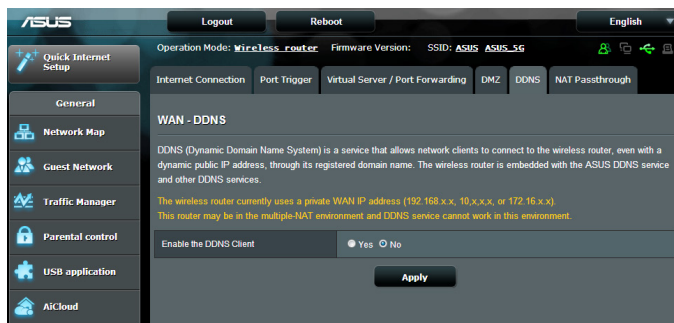 ASUS
Logout
Reboot
English
Quick Internet
Setup
Operation Mode: Wireless router Firmware Version: SSID: ASUS ASUS_5G
Internet Connection
Port Trigger
Virtual Server / Port Forwarding
DMZ
DDNS
NAT Passthrough
General
Network Map
Guest Network
Traffic Manager
Parental control
USB application
AiCloud
WAN - DDNS
DDNS (Dynamic Domain Name System) is a service that allows network clients to connect to the wireless router, even with a
dynamic public IP address, through its registered domain name. The wireless router is embedded with the ASUS DDNS service
and other DDNS services.
The wireless router currently uses a private WAN IP address (192.168.x.x, 10,x,x,x, or 172.16.x.x).
This router may be in the multiple-NAT environment and DDNS service cannot work in this environment.
Enable the DDNS Client
Yes No
Apply